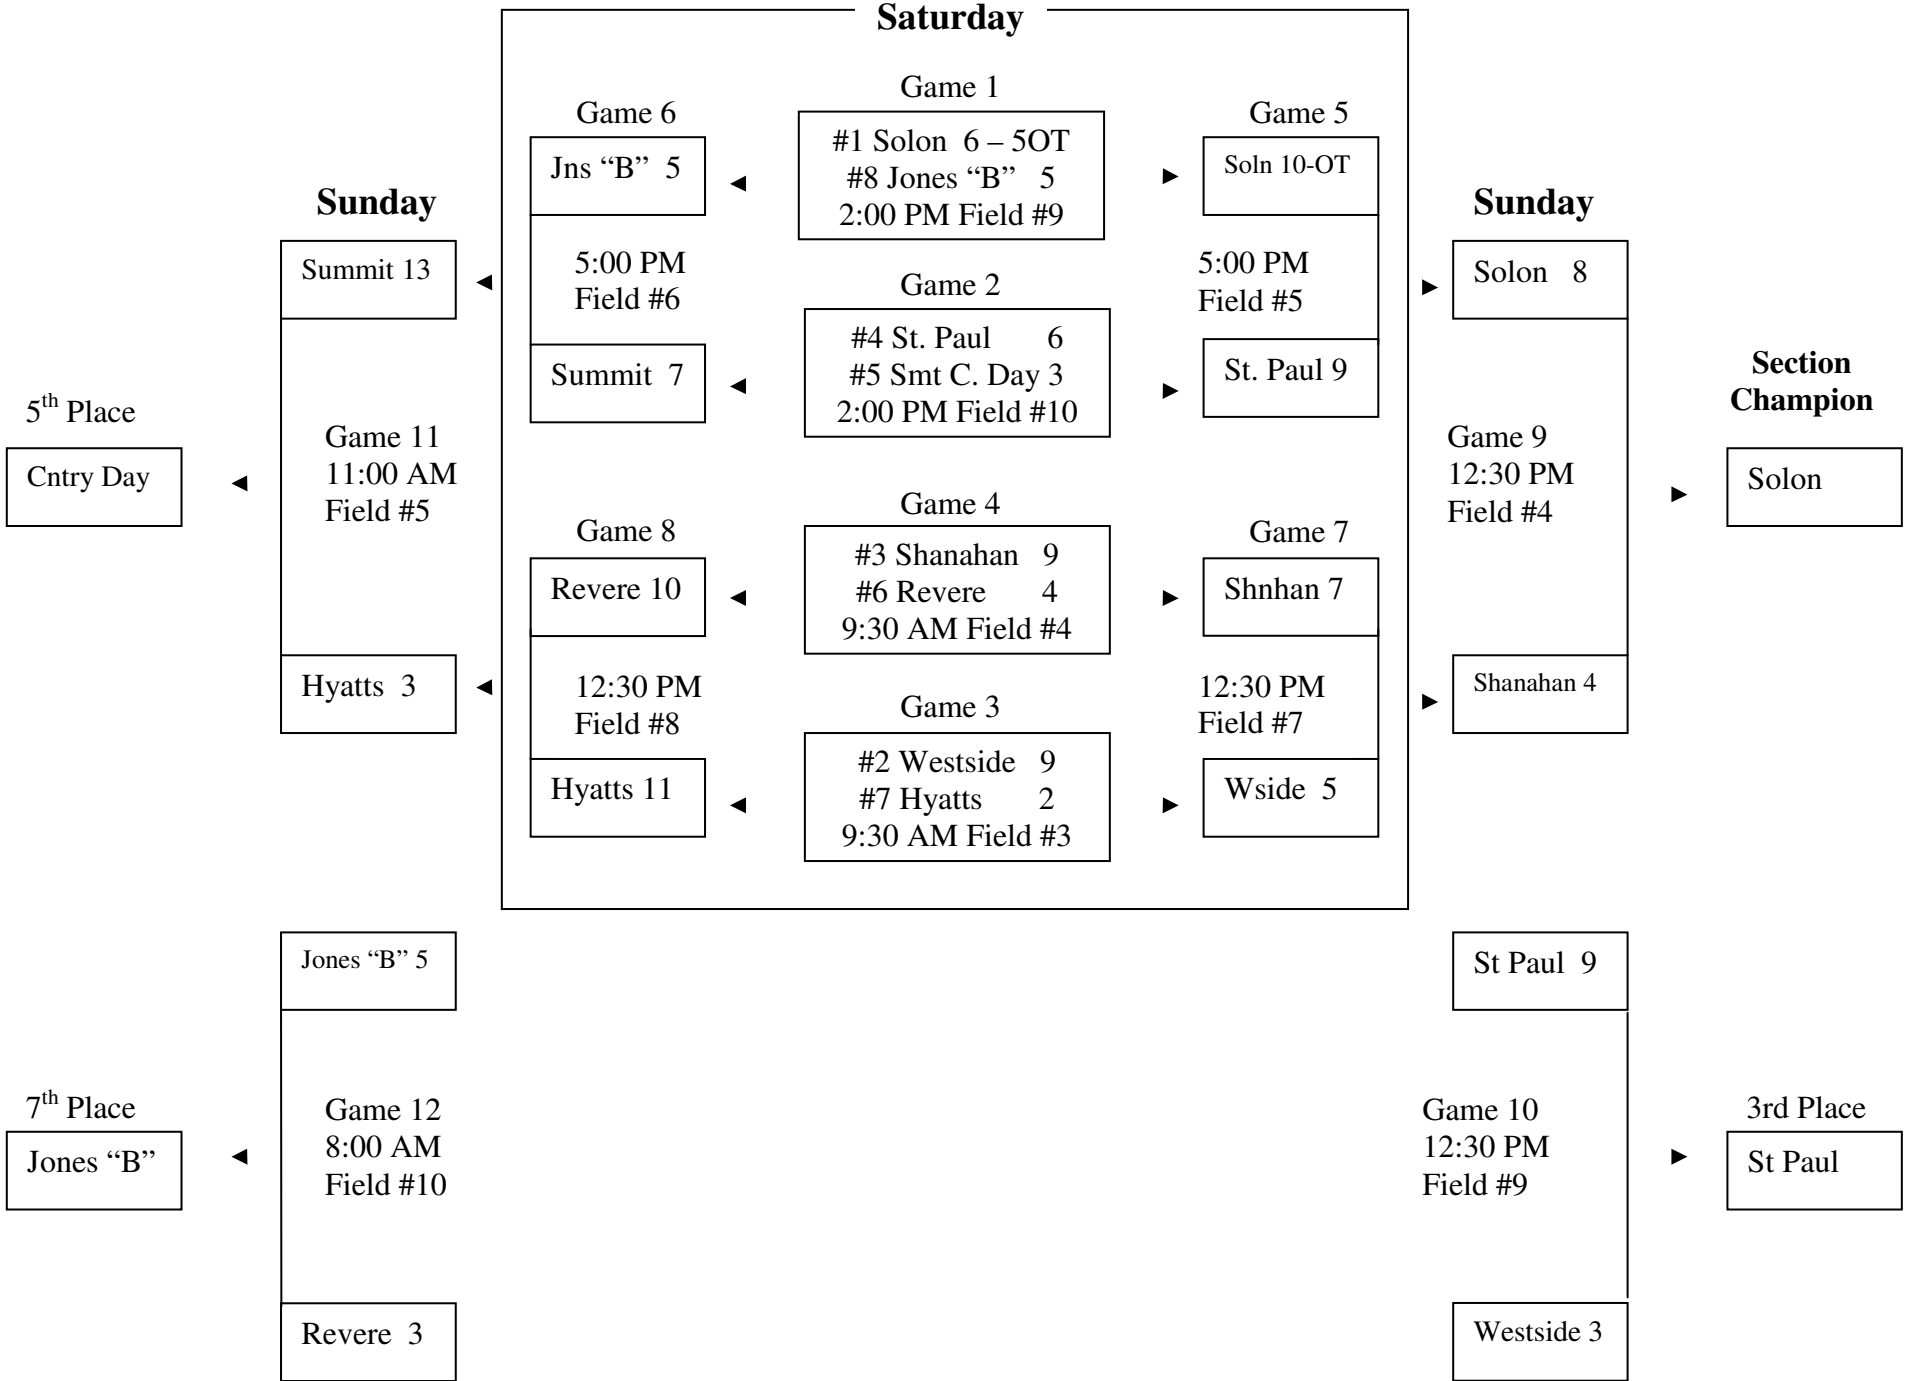 Saturday
Game 1
#1 Solon 6 – 5OT
#8 Jones “B” 5
2:00 PM Field #9
Game 6
Jns “B” 5
5:00 PM
Field #6
Summit 7
Game 5
Soln 10-OT
5:00 PM
Field #5
St. Paul 9
Game 2
#4 St. Paul 6
#5 Smt C. Day 3
2:00 PM Field #10
Game 4
#3 Shanahan 9
#6 Revere 4
9:30 AM Field #4
Game 8
Revere 10
12:30 PM
Field #8
Hyatts 11
Game 7
Shnhan 7
12:30 PM
Field #7
Wside 5
Game 3
#2 Westside 9
#7 Hyatts 2
9:30 AM Field #3
Sunday
Summit 13
Game 11
11:00 AM
Field #5
Hyatts 3
5th Place
Cntry Day
Sunday
Solon 8
Game 9
12:30 PM
Field #4
Shanahan 4
Section
Champion
Solon
Jones “B” 5
Game 12
8:00 AM
Field #10
Revere 3
7th Place
Jones “B”
St Paul 9
Game 10
12:30 PM
Field #9
Westside 3
3rd Place
St Paul